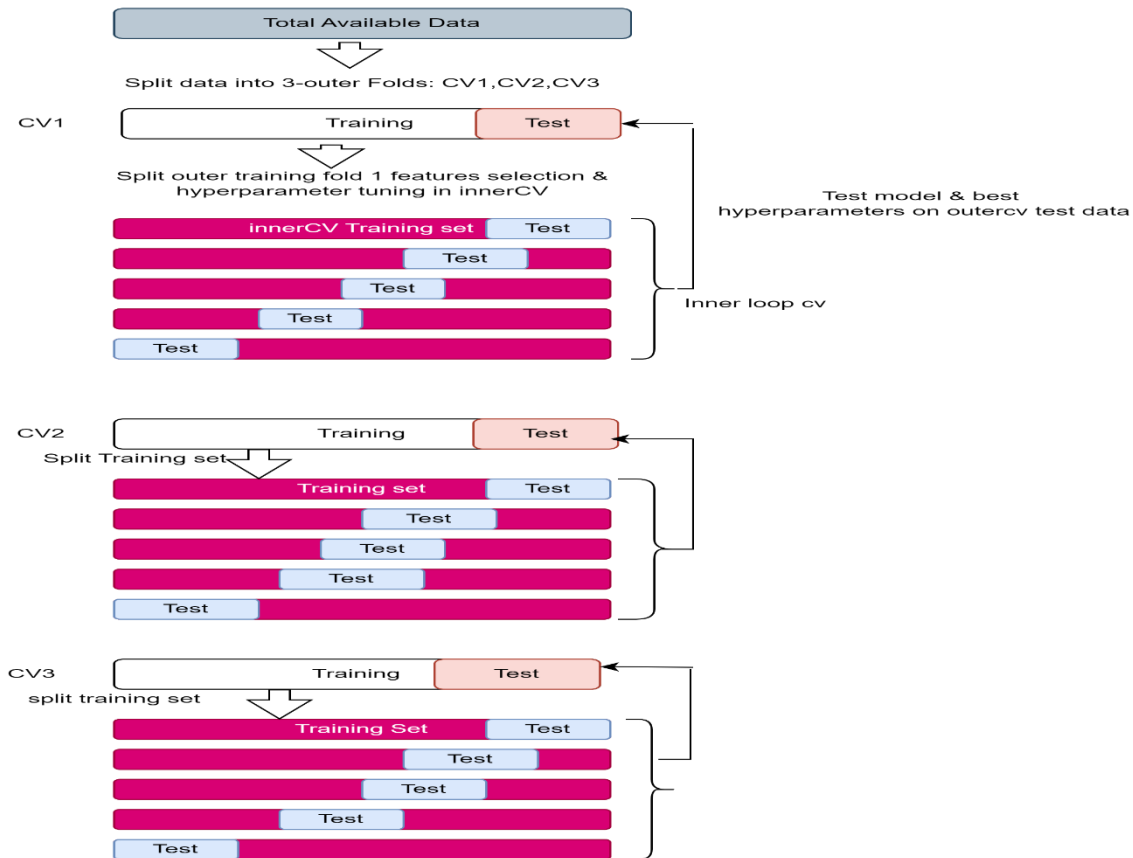 Total Available Data
Split data into 3-outer Folds: CV1,CV2,CV3
CV1
Training
Test
Split outer training fold 1 features selection &
hyperparameter tuning in innerCV
Test model & best
hyperparameters on outercv test data
innerCV Training set
Test
Test
Test
Test
Test
Inner loop cv
CV2
Training
Test
Split Training set
Training set
Test
Test
Test
Test
Test
CV3
Training
Test
split training set
Training Set
Test
Test
Test
Test
Test